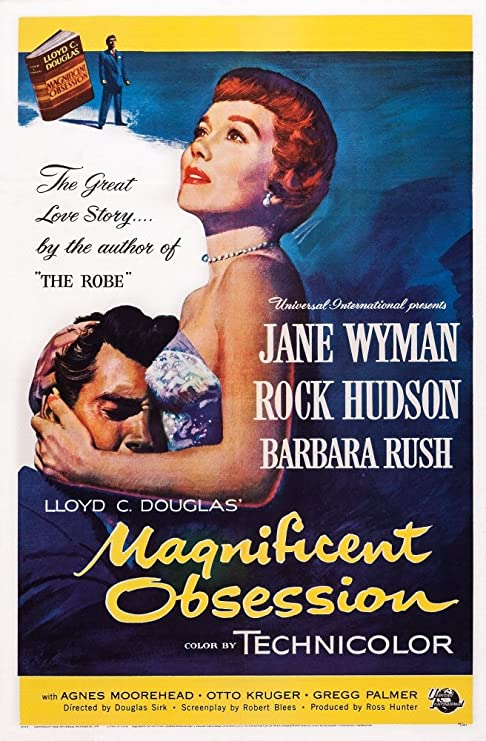 LLOYD C.
DOUGLAS
MAGNIFICENT
OBSESSION
The Great
Love Story....
by the author of
"THE ROBE"
Universal-International presents
JANE WYMAN
ROCK HUDSON
BARBARA RUSH
LLOYD C. DOUGLAS'
Magnificent
Obsession
COLOR BY TECHNICOLOR
with AGNES MOOREHEAD • OTTO KRUGER • GREGG PALMER
Directed by Douglas Sirk • Screenplay by Robert Blees • Produced by Ross Hunter